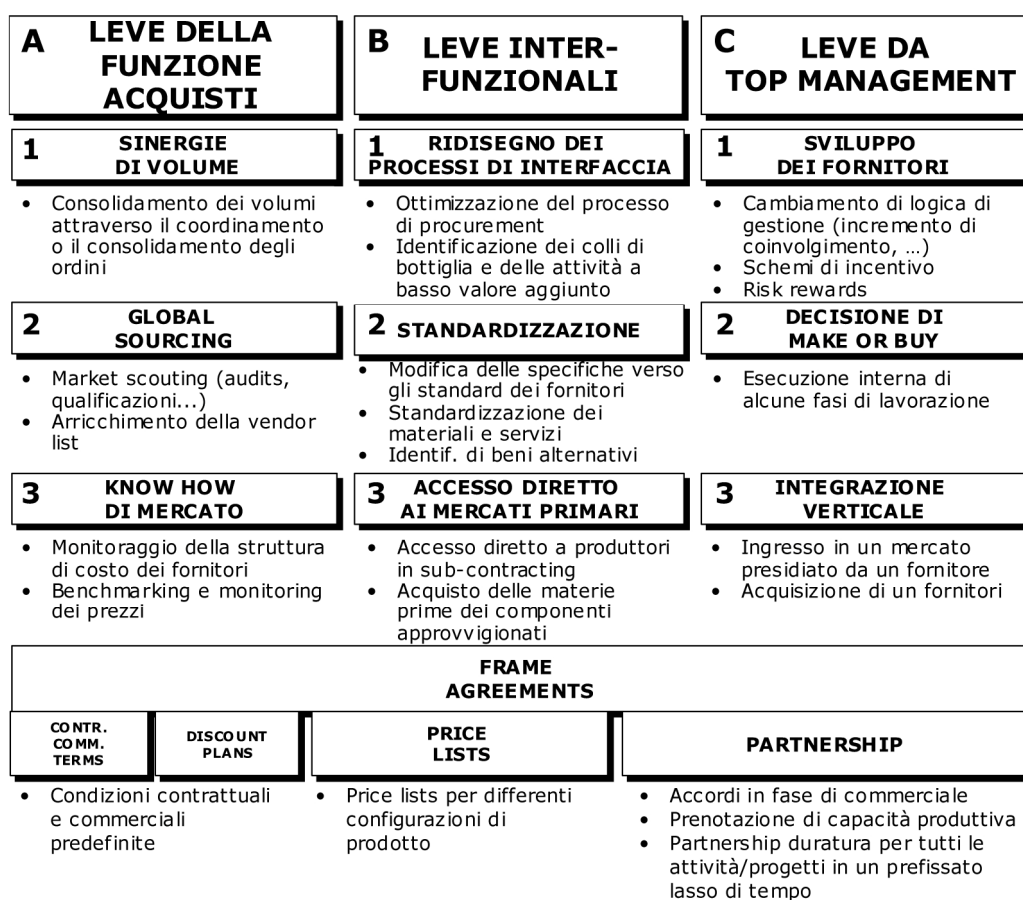 A LEVE DELLA
FUNZIONE
ACQUISTI
1 SINERGIE
DI VOLUME
• Consolidamento dei volumi
attraverso il coordinamento
o il consolidamento degli
ordini
2 GLOBAL
SOURCING
• Market scouting (audits,
qualificazioni...)
• Arricchimento della vendor
list
3 KNOW HOW
DI MERCATO
• Monitoraggio della struttura
di costo dei fornitori
• Benchmarking e monitoring
dei prezzi
B LEVE INTER-
FUNZIONALI
1 RIDISEGNO DEI
PROCESSI DI INTERFACCIA
• Ottimizzazione del processo
di procurement
• Identificazione dei colli di
bottiglia e delle attività a
basso valore aggiunto
2 STANDARDIZZAZIONE
• Modifica delle specifiche verso
gli standard dei fornitori
• Standardizzazione dei
materiali e servizi
• Identif. di beni alternativi
3 ACCESSO DIRETTO
AI MERCATI PRIMARI
• Accesso diretto a produttori
in sub-contracting
• Acquisto delle materie
prime dei componenti
approvvigionati
C LEVE DA
TOP MANAGEMENT
1 SVILUPPO
DEI FORNITORI
• Cambiamento di logica di
gestione (incremento di
coinvolgimento, …)
• Schemi di incentivo
• Risk rewards
2 DECISIONE DI
MAKE OR BUY
• Esecuzione interna di
alcune fasi di lavorazione
3 INTEGRAZIONE
VERTICALE
• Ingresso in un mercato
presidiato da un fornitore
• Acquisizione di un fornitori
FRAME
AGREEMENTS
CONTR.
COMM.
TERMS
DISCOUNT
PLANS
• Condizioni contrattuali
e commerciali
predefinite
PRICE
LISTS
• Price lists per differenti
configurazioni di
prodotto
PARTNERSHIP
• Accordi in fase di commerciale
• Prenotazione di capacità produttiva
• Partnership duratura per tutti le
attività/progetti in un prefissato
lasso di tempo